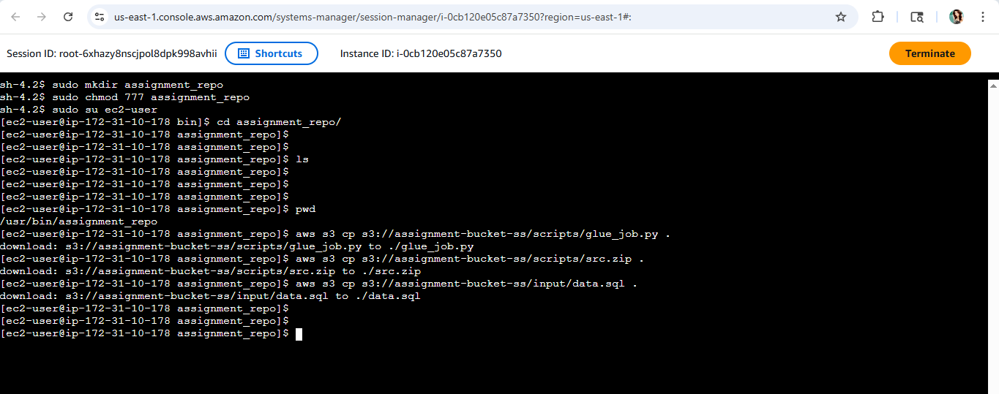 us-east-1.console.aws.amazon.com/systems-manager/session-manager/i-0cb120e05c87a7350?region=us-east-1#:
Session ID: root-6xhazy8nscjpol8dpk998avhii Shortcuts Instance ID: i-0cb120e05c87a7350 Terminate
sh-4.2$ sudo mkdir assignment_repo
sh-4.2$ sudo chmod 777 assignment_repo
sh-4.2$ sudo su ec2-user
[ec2-user@ip-172-31-10-178 bin]$ cd assignment_repo/
[ec2-user@ip-172-31-10-178 assignment_repo]$
[ec2-user@ip-172-31-10-178 assignment_repo]$
[ec2-user@ip-172-31-10-178 assignment_repo]$ ls
[ec2-user@ip-172-31-10-178 assignment_repo]$
[ec2-user@ip-172-31-10-178 assignment_repo]$
[ec2-user@ip-172-31-10-178 assignment_repo]$
[ec2-user@ip-172-31-10-178 assignment_repo]$ pwd
/usr/bin/assignment_repo
[ec2-user@ip-172-31-10-178 assignment_repo]$ aws s3 cp s3://assignment-bucket-ss/scripts/glue_job.py .
download: s3://assignment-bucket-ss/scripts/glue_job.py to ./glue_job.py
[ec2-user@ip-172-31-10-178 assignment_repo]$ aws s3 cp s3://assignment-bucket-ss/scripts/src.zip .
download: s3://assignment-bucket-ss/scripts/src.zip to ./src.zip
[ec2-user@ip-172-31-10-178 assignment_repo]$ aws s3 cp s3://assignment-bucket-ss/input/data.sql .
download: s3://assignment-bucket-ss/input/data.sql to ./data.sql
[ec2-user@ip-172-31-10-178 assignment_repo]$
[ec2-user@ip-172-31-10-178 assignment_repo]$
[ec2-user@ip-172-31-10-178 assignment_repo]$